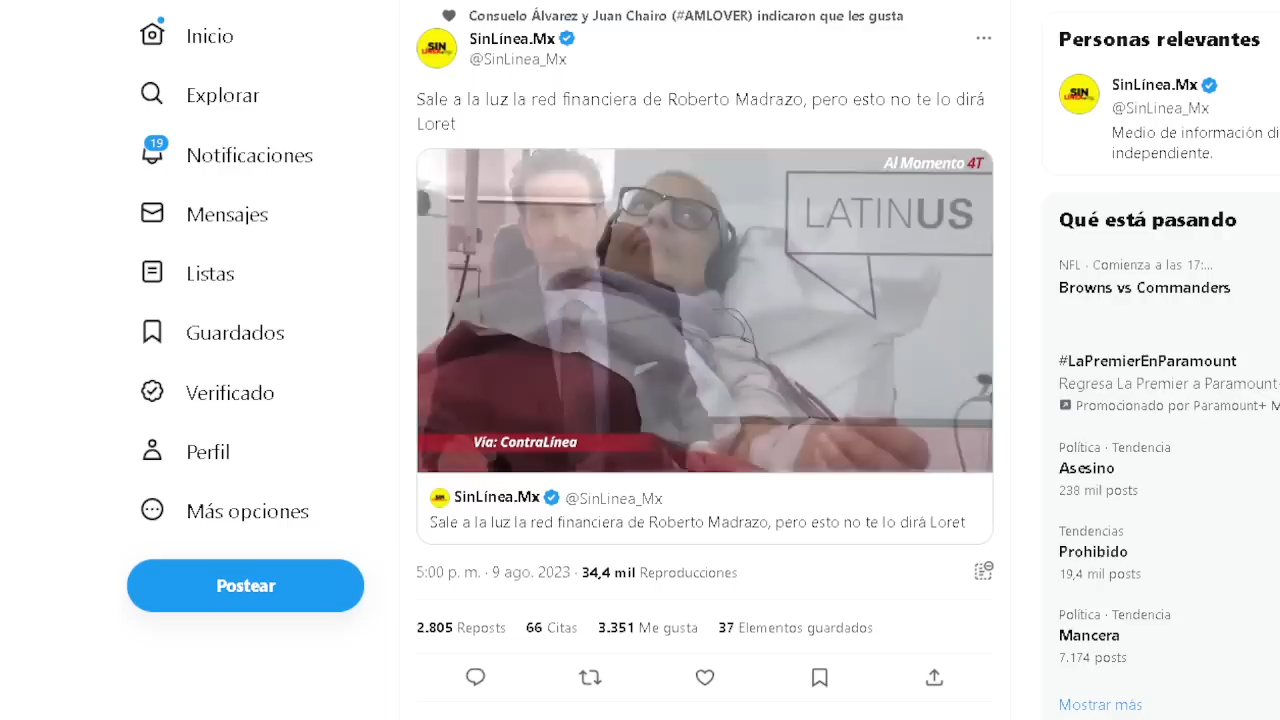 Inicio
Explorar
19
Notificaciones
Mensajes
Listas
Guardados
Verificado
Perfil
Más opciones
Postear
Consuelo Álvarez y Juan Chairo (#AMLOVER) indicaron que les gusta
SIN
SinLínea.Mx
@SinLinea_Mx
Sale a la luz la red financiera de Roberto Madrazo, pero esto no te lo dirá
Loret
Al Momento 4T
LATINUS
Vía: ContraLínea
SinLínea.Mx @SinLinea_Mx
Sale a la luz la red financiera de Roberto Madrazo, pero esto no te lo dirá Loret
5:00 p. m. · 9 ago. 2023 · 34,4 mil Reproducciones
2.805 Reposts 66 Citas 3.351 Me gusta 37 Elementos guardados
Personas relevantes
SIN
SinLínea.Mx
@SinLinea_Mx
Medio de información di
independiente.
Qué está pasando
NFL · Comienza a las 17:...
Browns vs Commanders
#LaPremierEnParamount
Regresa La Premier a Paramount+
Promocionado por Paramount+ M
Política · Tendencia
Asesino
238 mil posts
Tendencias
Prohibido
19,4 mil posts
Política · Tendencia
Mancera
7.174 posts
Mostrar más